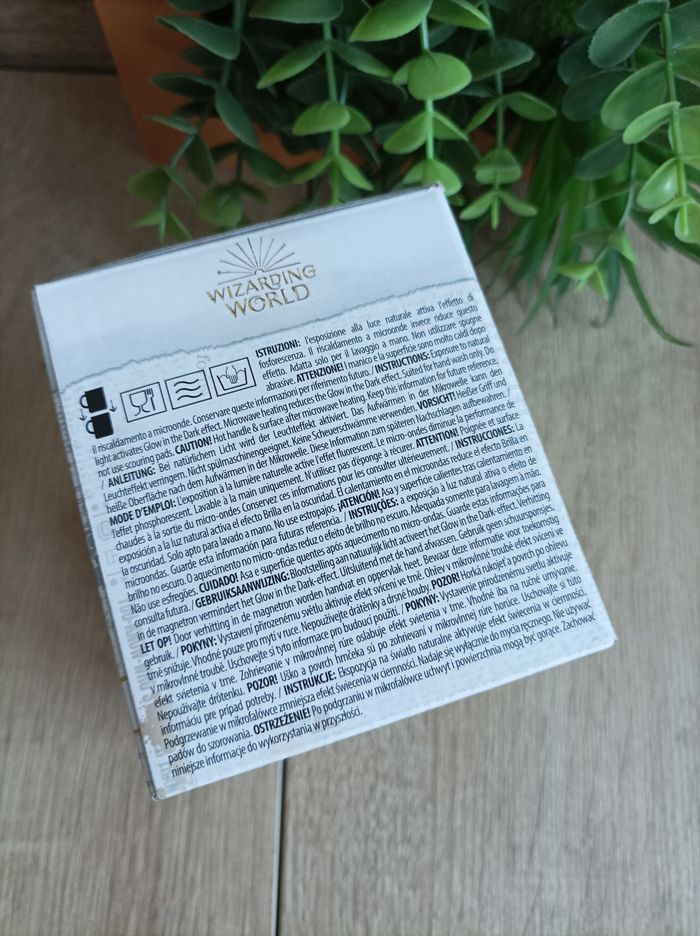 WIZARDING
WORLD
ISTRUZIONI: l'esposizione alla luce naturale attiva l'effetto di
fosforescenza. Il riscaldamento a microonde invece riduce questo
effetto. Adatta solo per il lavaggio a mano. Non utilizzare spugne
abrasive. ATTENZIONE! I manico e la superficie sono molto caldi dopo
il riscaldamento a microonde. Conservare queste informazioni per riferimento futuro. / INSTRUCTIONS: Exposure to natural
light activates Glow in the Dark effect. Microwave heating reduces the Glow in the Dark effect. Suited for hand wash only. Do
not use scouring pads. CAUTION! Hot handle & surface after microwave heating. Keep this information for future reference.
/ ANLEITUNG: Bei natürlichem Licht wird der Leuchteffekt aktiviert. Das Aufwärmen in der Mikrowelle kann den
Leuchteffekt verringern. Nicht spülmaschinengeeignet. Keine Scheuerschwämme verwenden. VORSICHT! Heißer Griff und
heiße Oberfläche nach dem Aufwärmen in der Mikrowelle. Diese Information zum späteren Nachschlagen aufbewahren. /
MODE D'EMPLOI: L'exposition à la lumière naturelle active l'effet fluorescent. Le micro-ondes diminue la performance de
l'effet phosphorescent. Lavable à la main uniquement. N'utilisez pas d'éponge à récurer. ATTENTION! Poignée et surface
chaudes à la sortie du micro-ondes Conservez ces informations pour les consulter ultérieurement. / INSTRUCCIONES: La
exposición a la luz natural activa el efecto Brilla en la oscuridad. El calentamiento en el microondas reduce el efecto Brilla en
la oscuridad. Solo apto para lavado a mano. No use estropajos. ¡ATENCIÓN! Asa y superficie calientes tras calentamiento en
microondas. Guarde esta información para futuras referencia. / INSTRUÇÕES: a exposição à luz natural ativa o efeito de
brilho no escuro. O aquecimento no micro-ondas reduz o efeito de brilho no escuro. Adequada somente para lavagem à mão.
Não use esfregões. CUIDADO! Asa e superfície quentes após aquecimento no micro-ondas. Guarde estas informações para
consulta futura. / GEBRUIKSAANWIJZING: Blootstelling aan natuurlijk licht activeert het Glow in the Dark-effect. Verhitting
in de magnetron vermindert het Glow in the Dark-effect. Uitsluitend met de hand afwassen. Gebruik geen schuursponsjes.
LET OP! Door verhitting in de magnetron worden handvat en oppervlak heet. Bewaar deze informatie voor toekomstig
gebruik. / POKYNY: Vystavení přirozenému světlu aktivuje efekt svícení ve tmě. Ohřev v mikrovlnné troubě efekt svícení ve
tmě snižuje. Vhodné pouze pro mytí v ruce. Nepoužívejte drátěnky a drsné houby. POZOR! Horká rukojeť a povrch po ohřevu
v mikrovlnné troubě. Uschovejte si tyto informace pro budoucí použití. / POKYNY: Vystavenie prirodzenému svetlu aktivuje
efekt svietenia v tme. Zohrievanie v mikrovlnnej rúre oslabuje efekt svietenia v tme. Vhodné iba na ručné umývanie.
Nepoužívajte drôtenku. POZOR! Uško a povrch hrnčeka sú po zohrievaní v mikrovlnnej rúre horúce. Uschovajte si túto
informáciu pre prípad potreby. / INSTRUKCJE: Ekspozycja na światło naturalne aktywuje efekt świecenia w ciemności.
Podgrzewanie w mikrofalówce zmniejsza efekt świecenia w ciemności. Nadaje się wyłącznie do mycia ręcznego. Nie używać
padów do szorowania. OSTRZEŻENIE! Po podgrzaniu w mikrofalówce uchwyt i powierzchnia mogą być gorące. Zachować
niniejsze informacje do wykorzystania w przyszłości.